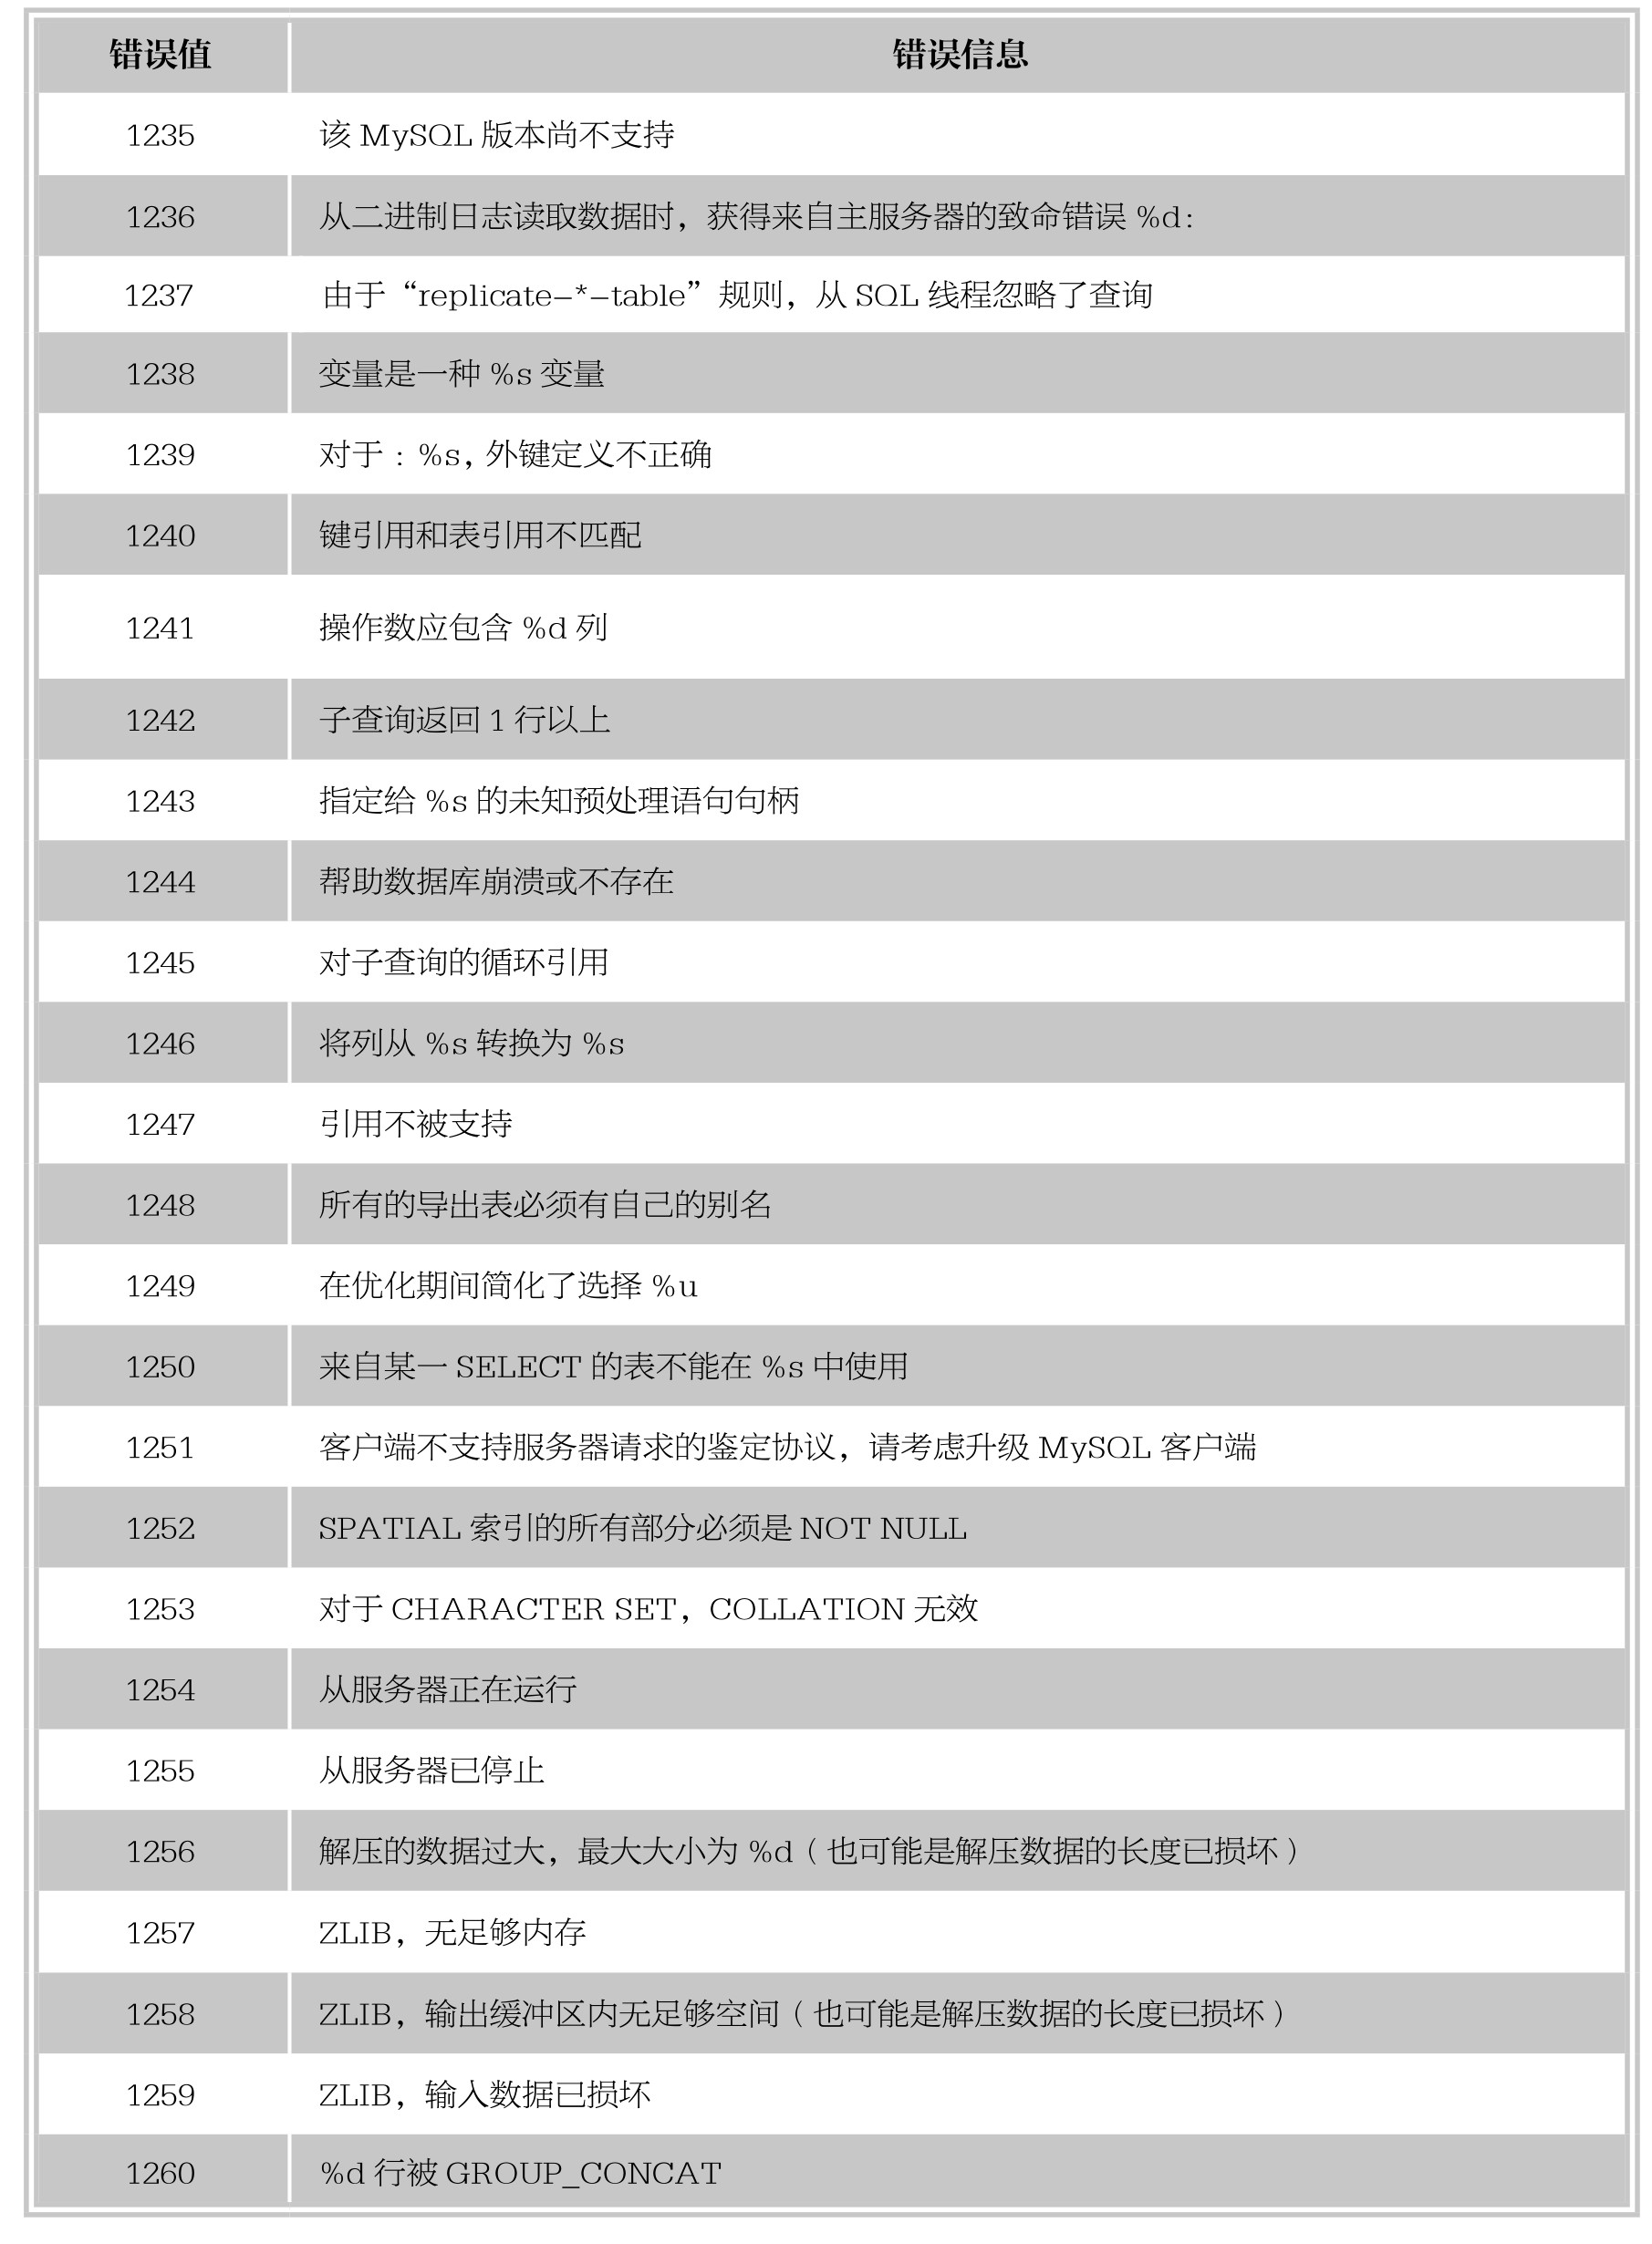 错误值 错误信息
1235 该 MySQL 版本尚不支持
1236 从二进制日志读取数据时，获得来自主服务器的致命错误 %d：
1237 由于“replicate-*-table”规则，从 SQL 线程忽略了查询
1238 变量是一种 %s 变量
1239 对于：%s，外键定义不正确
1240 键引用和表引用不匹配
1241 操作数应包含 %d 列
1242 子查询返回 1 行以上
1243 指定给 %s 的未知预处理语句句柄
1244 帮助数据库崩溃或不存在
1245 对子查询的循环引用
1246 将列从 %s 转换为 %s
1247 引用不被支持
1248 所有的导出表必须有自己的别名
1249 在优化期间简化了选择 %u
1250 来自某一 SELECT 的表不能在 %s 中使用
1251 客户端不支持服务器请求的鉴定协议，请考虑升级 MySQL 客户端
1252 SPATIAL 索引的所有部分必须是 NOT NULL
1253 对于 CHARACTER SET，COLLATION 无效
1254 从服务器正在运行
1255 从服务器已停止
1256 解压的数据过大，最大大小为 %d（也可能是解压数据的长度已损坏）
1257 ZLIB，无足够内存
1258 ZLIB，输出缓冲区内无足够空间（也可能是解压数据的长度已损坏）
1259 ZLIB，输入数据已损坏
1260 %d 行被 GROUP_CONCAT